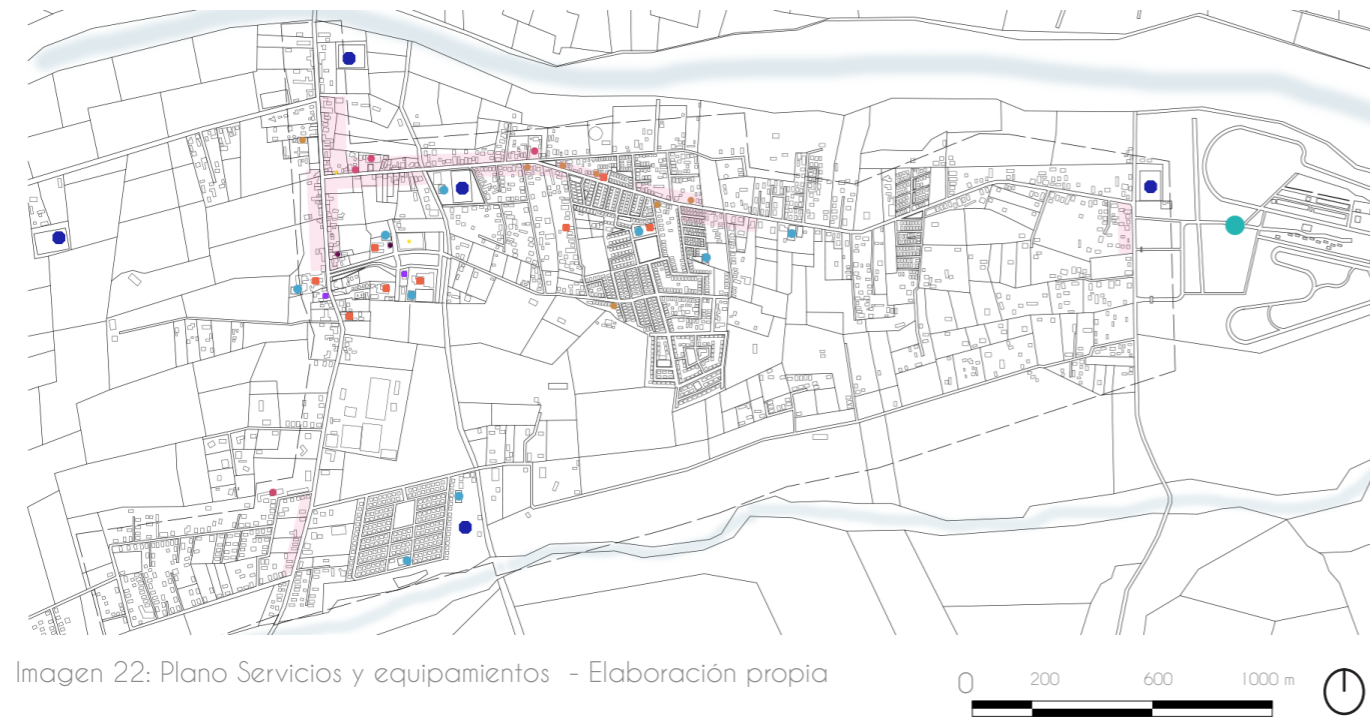 Imagen 22: Plano Servicios y equipamientos - Elaboración propia
0 200 600 1000 m